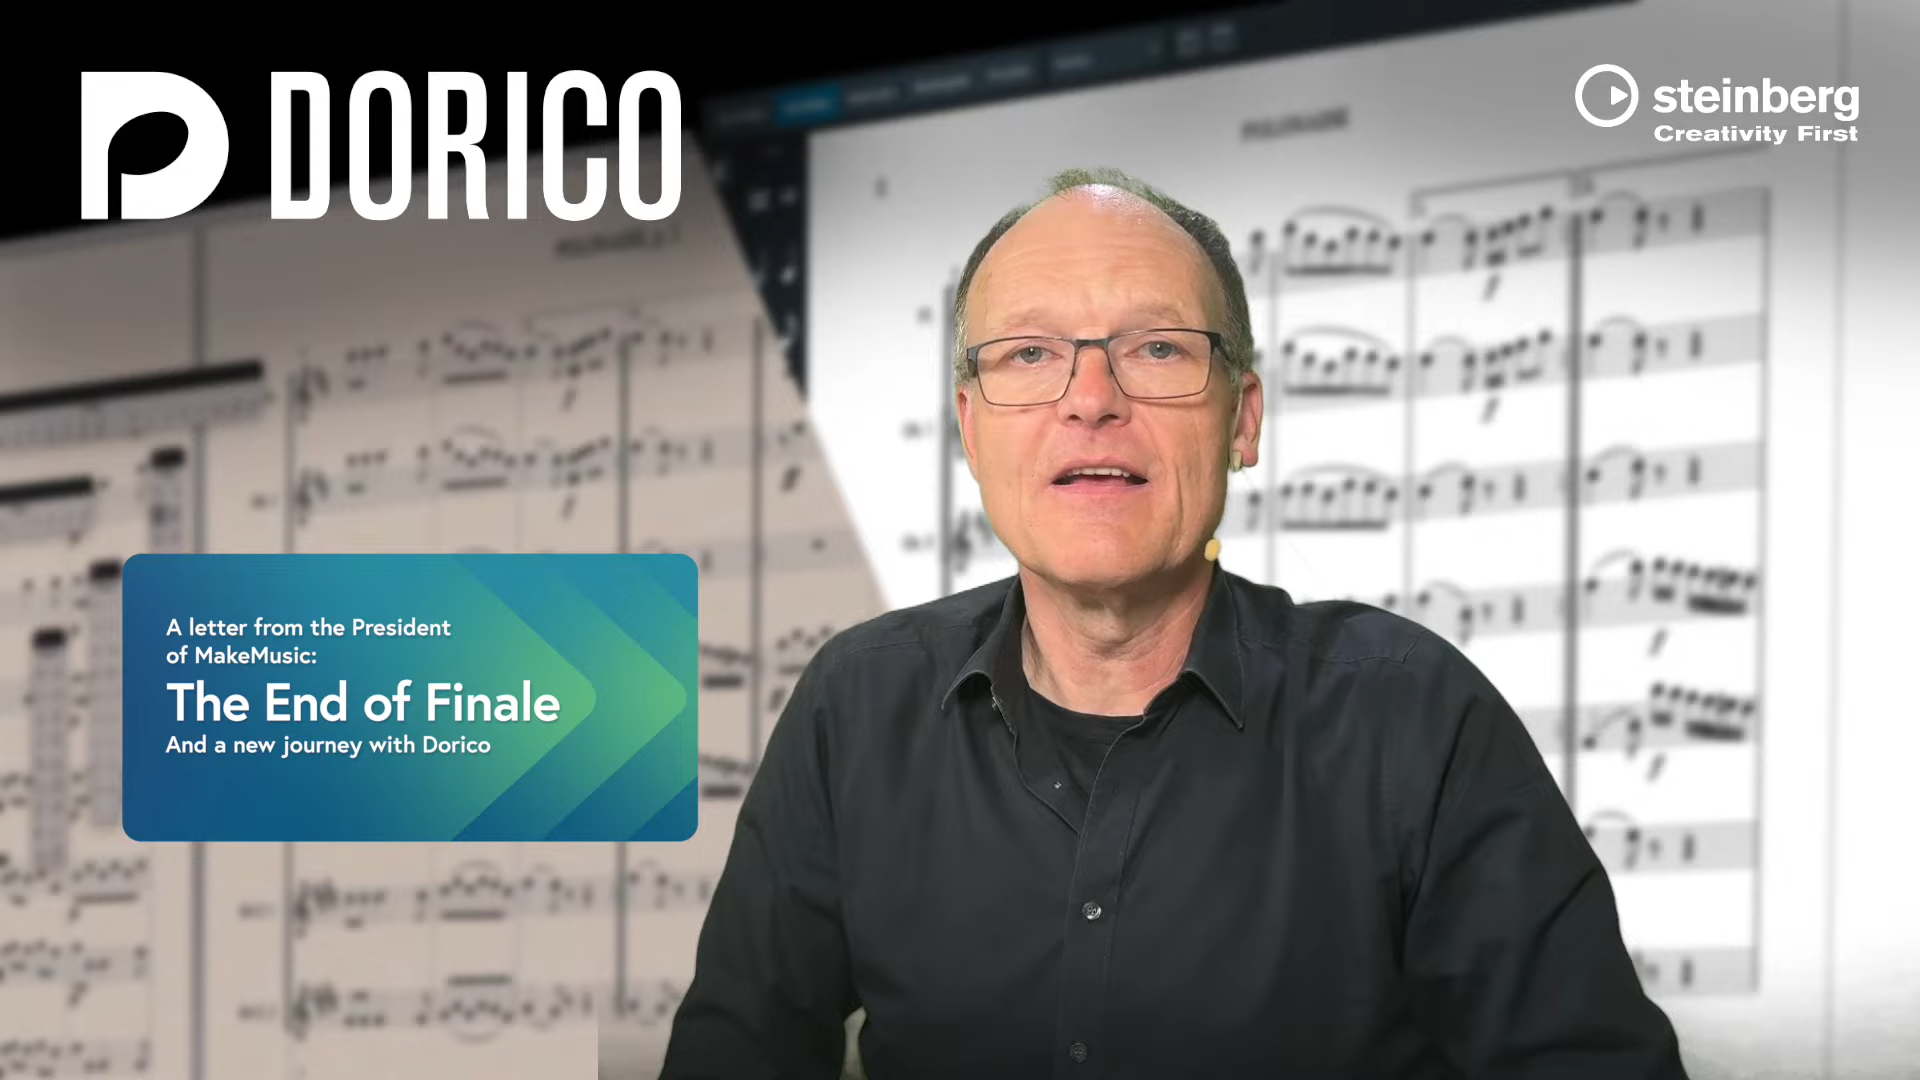 DORICO
steinberg
Creativity First
A letter from the President
of MakeMusic:
The End of Finale
And a new journey with Dorico